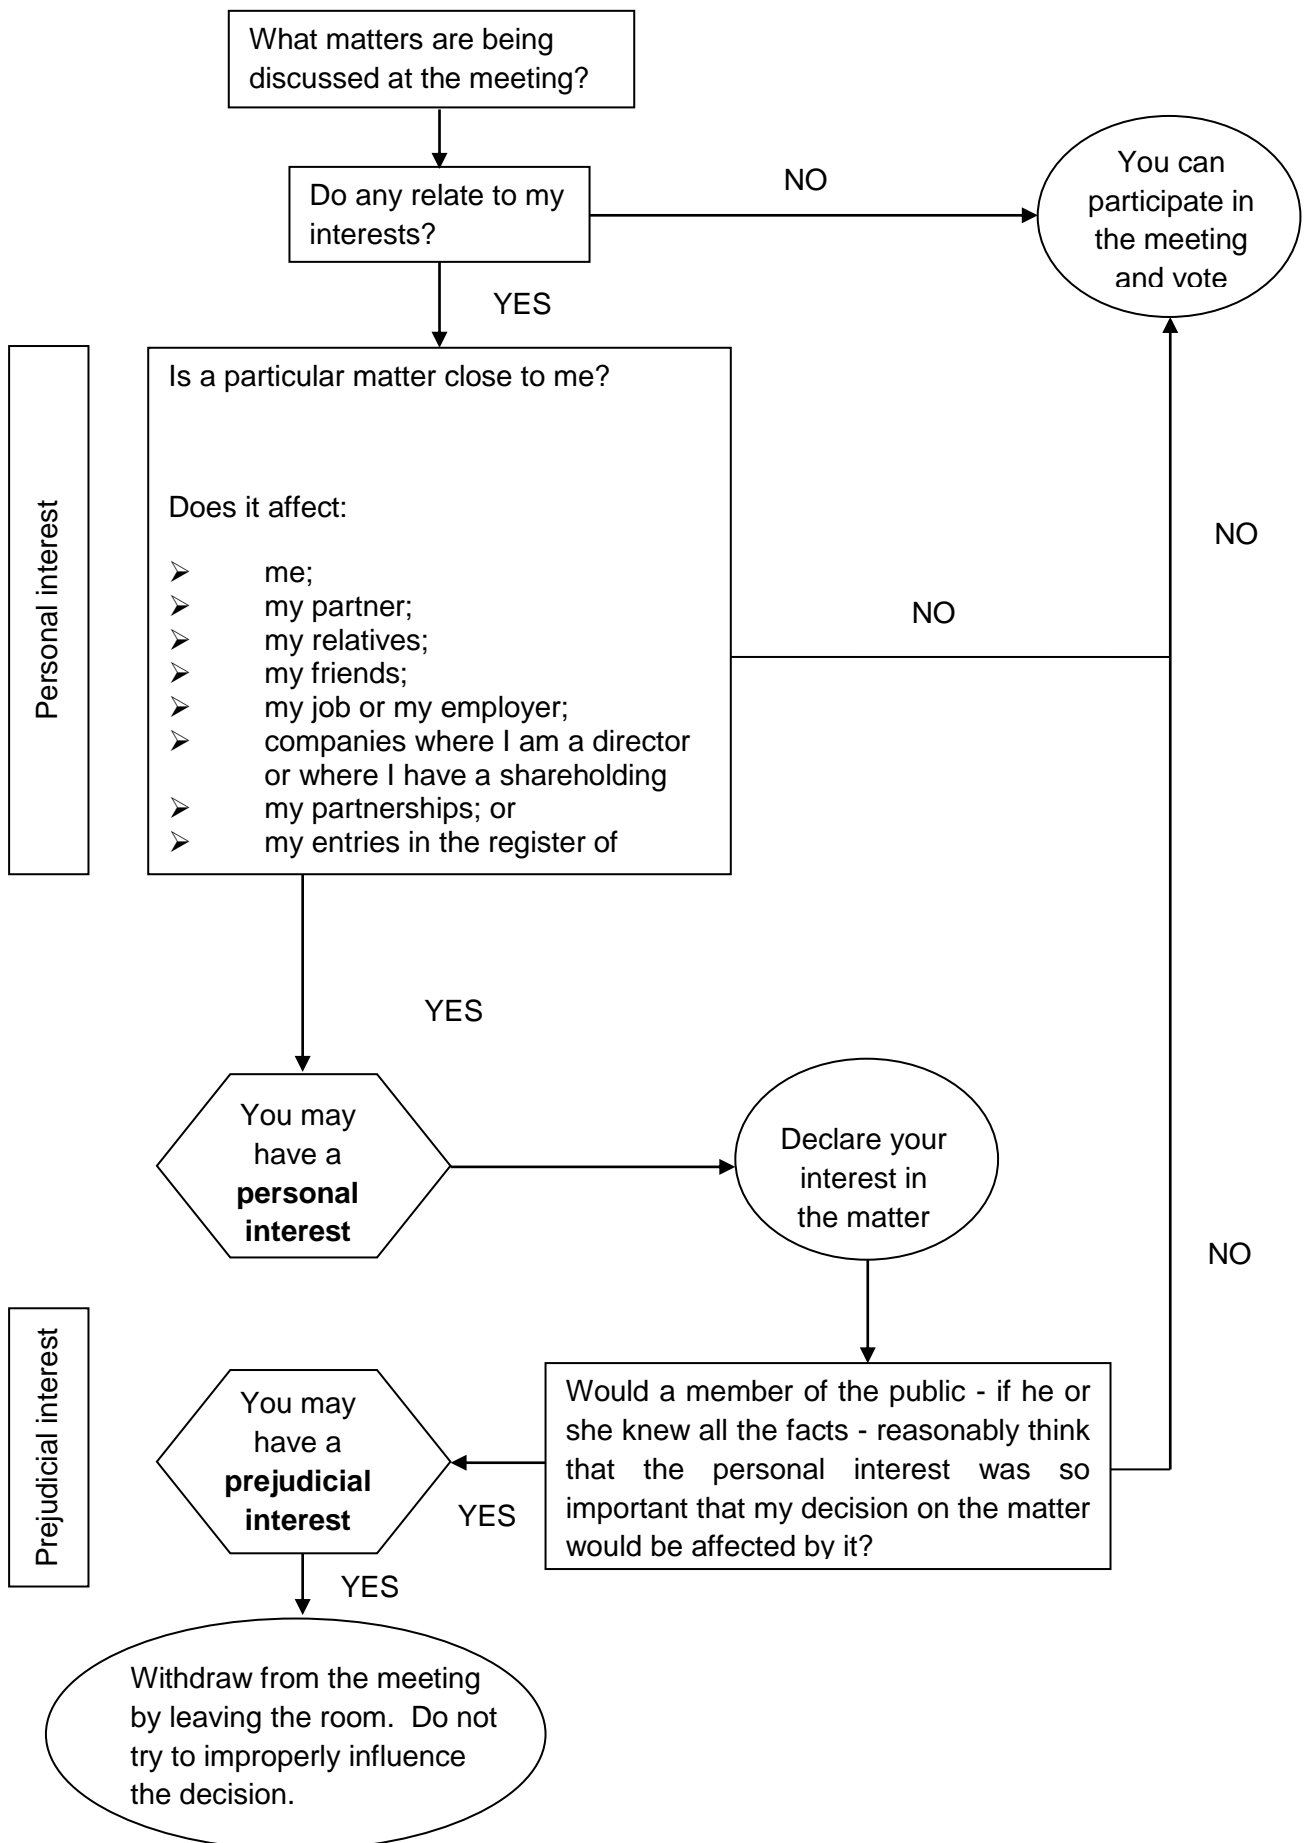 What matters are being
discussed at the meeting?
Do any relate to my
interests?
NO
You can
participate in
the meeting
and vote
YES
Personal interest
Is a particular matter close to me?
Does it affect:
➢ me;
➢ my partner;
➢ my relatives;
➢ my friends;
➢ my job or my employer;
➢ companies where I am a director
or where I have a shareholding
➢ my partnerships; or
➢ my entries in the register of
NO
NO
YES
You may
have a
personal
interest
Declare your
interest in
the matter
NO
Prejudicial interest
You may
have a
prejudicial
interest
YES
Would a member of the public - if he or
she knew all the facts - reasonably think
that the personal interest was so
important that my decision on the matter
would be affected by it?
YES
Withdraw from the meeting
by leaving the room.  Do not
try to improperly influence
the decision.